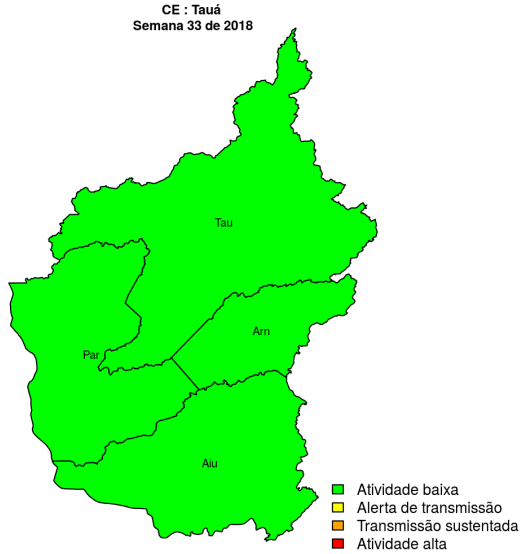 CE : Tauá
Semana 33 de 2018
Tau
Arn
Par
Aiu
Atividade baixa
Alerta de transmissão
Transmissão sustentada
Atividade alta